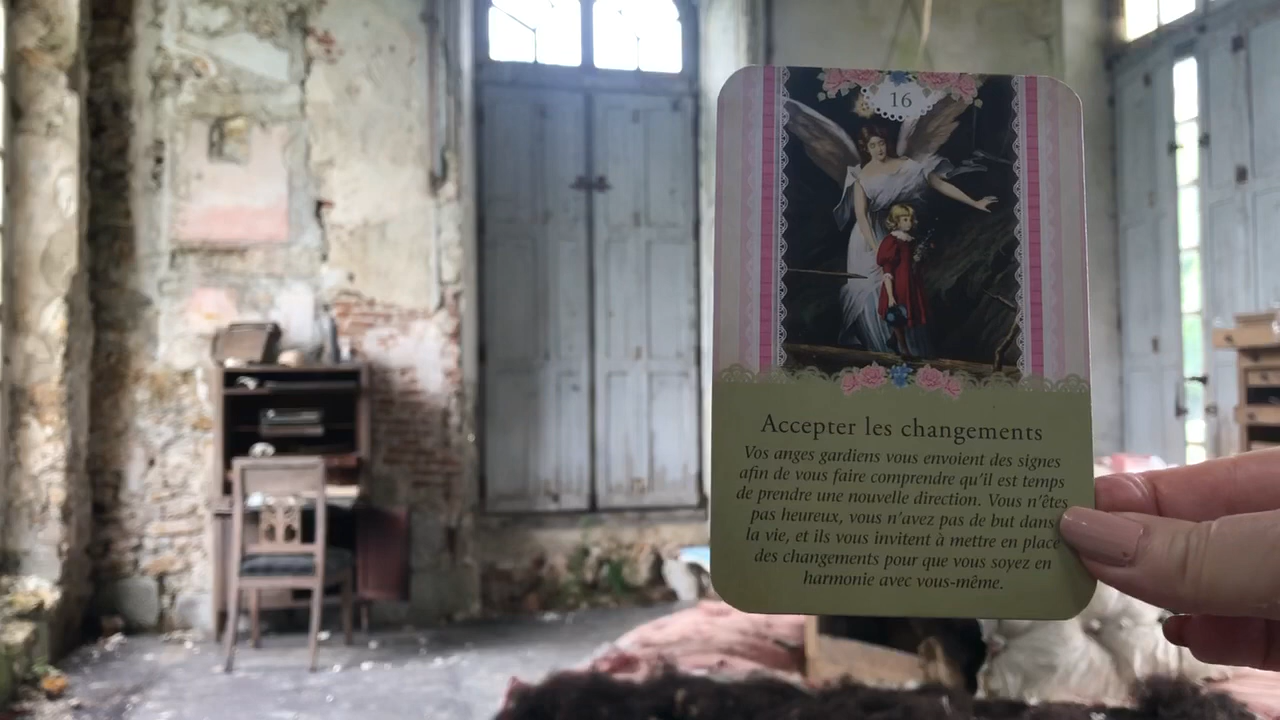 16
Accepter les changements
Vos anges gardiens vous envoient des signes
afin de vous faire comprendre qu'il est temps
de prendre une nouvelle direction. Vous n'êtes
pas heureux, vous n'avez pas de but dans
la vie, et ils vous invitent à mettre en place
des changements pour que vous soyez en
harmonie avec vous-même.